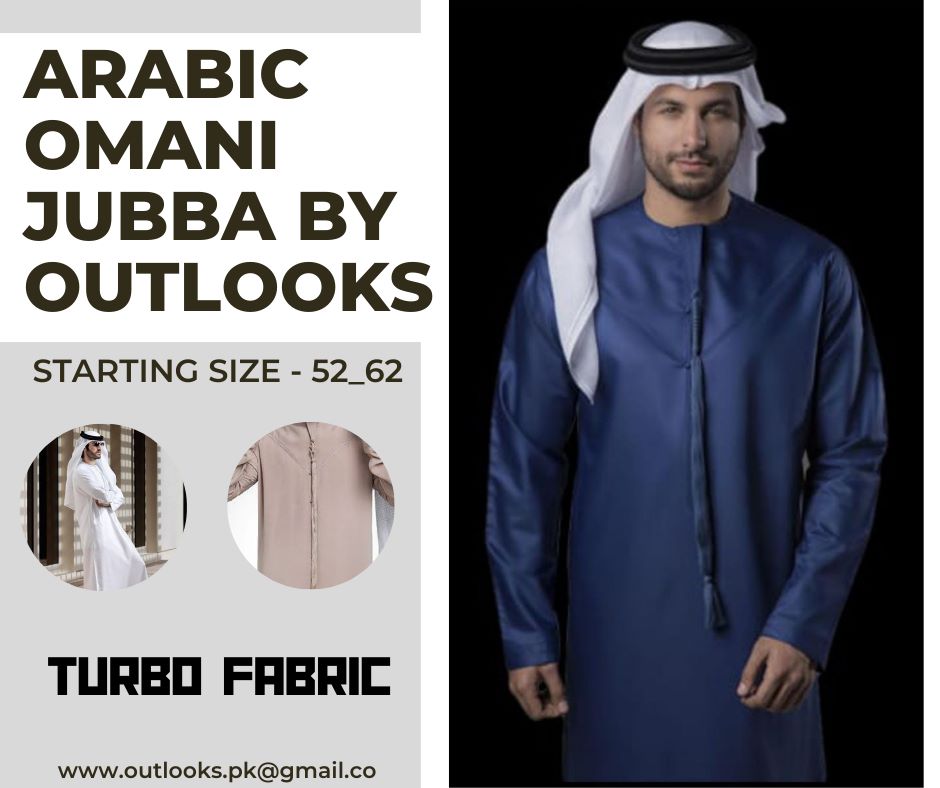 ARABIC
OMANI
JUBBA BY
OUTLOOKS
STARTING SIZE - 52_62
TURBO FABRIC
www.outlooks.pk@gmail.co